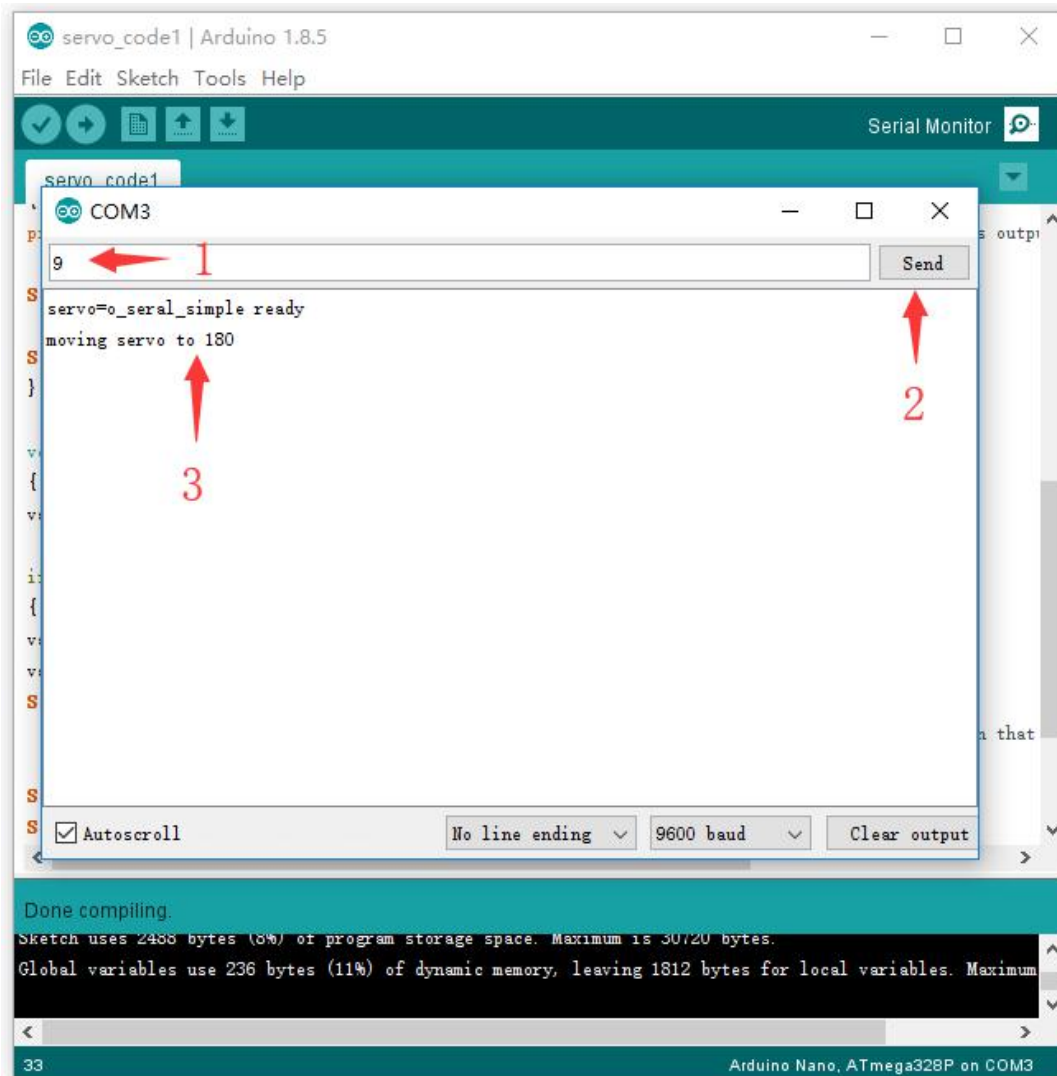 servo_code1 | Arduino 1.8.5
File Edit Sketch Tools Help
Serial Monitor
servo_code1
COM3
9
1
Send
servo=o_seral_simple ready
moving servo to 180
2
3
S
S
}
{
{
S
that
S
S
Autoscroll
No line ending
9600 baud
Clear output
Done compiling.
Sketch uses 2488 bytes (8%) of program storage space. Maximum is 30720 bytes.
Global variables use 236 bytes (11%) of dynamic memory, leaving 1812 bytes for local variables. Maximum
33
Arduino Nano, ATmega328P on COM3